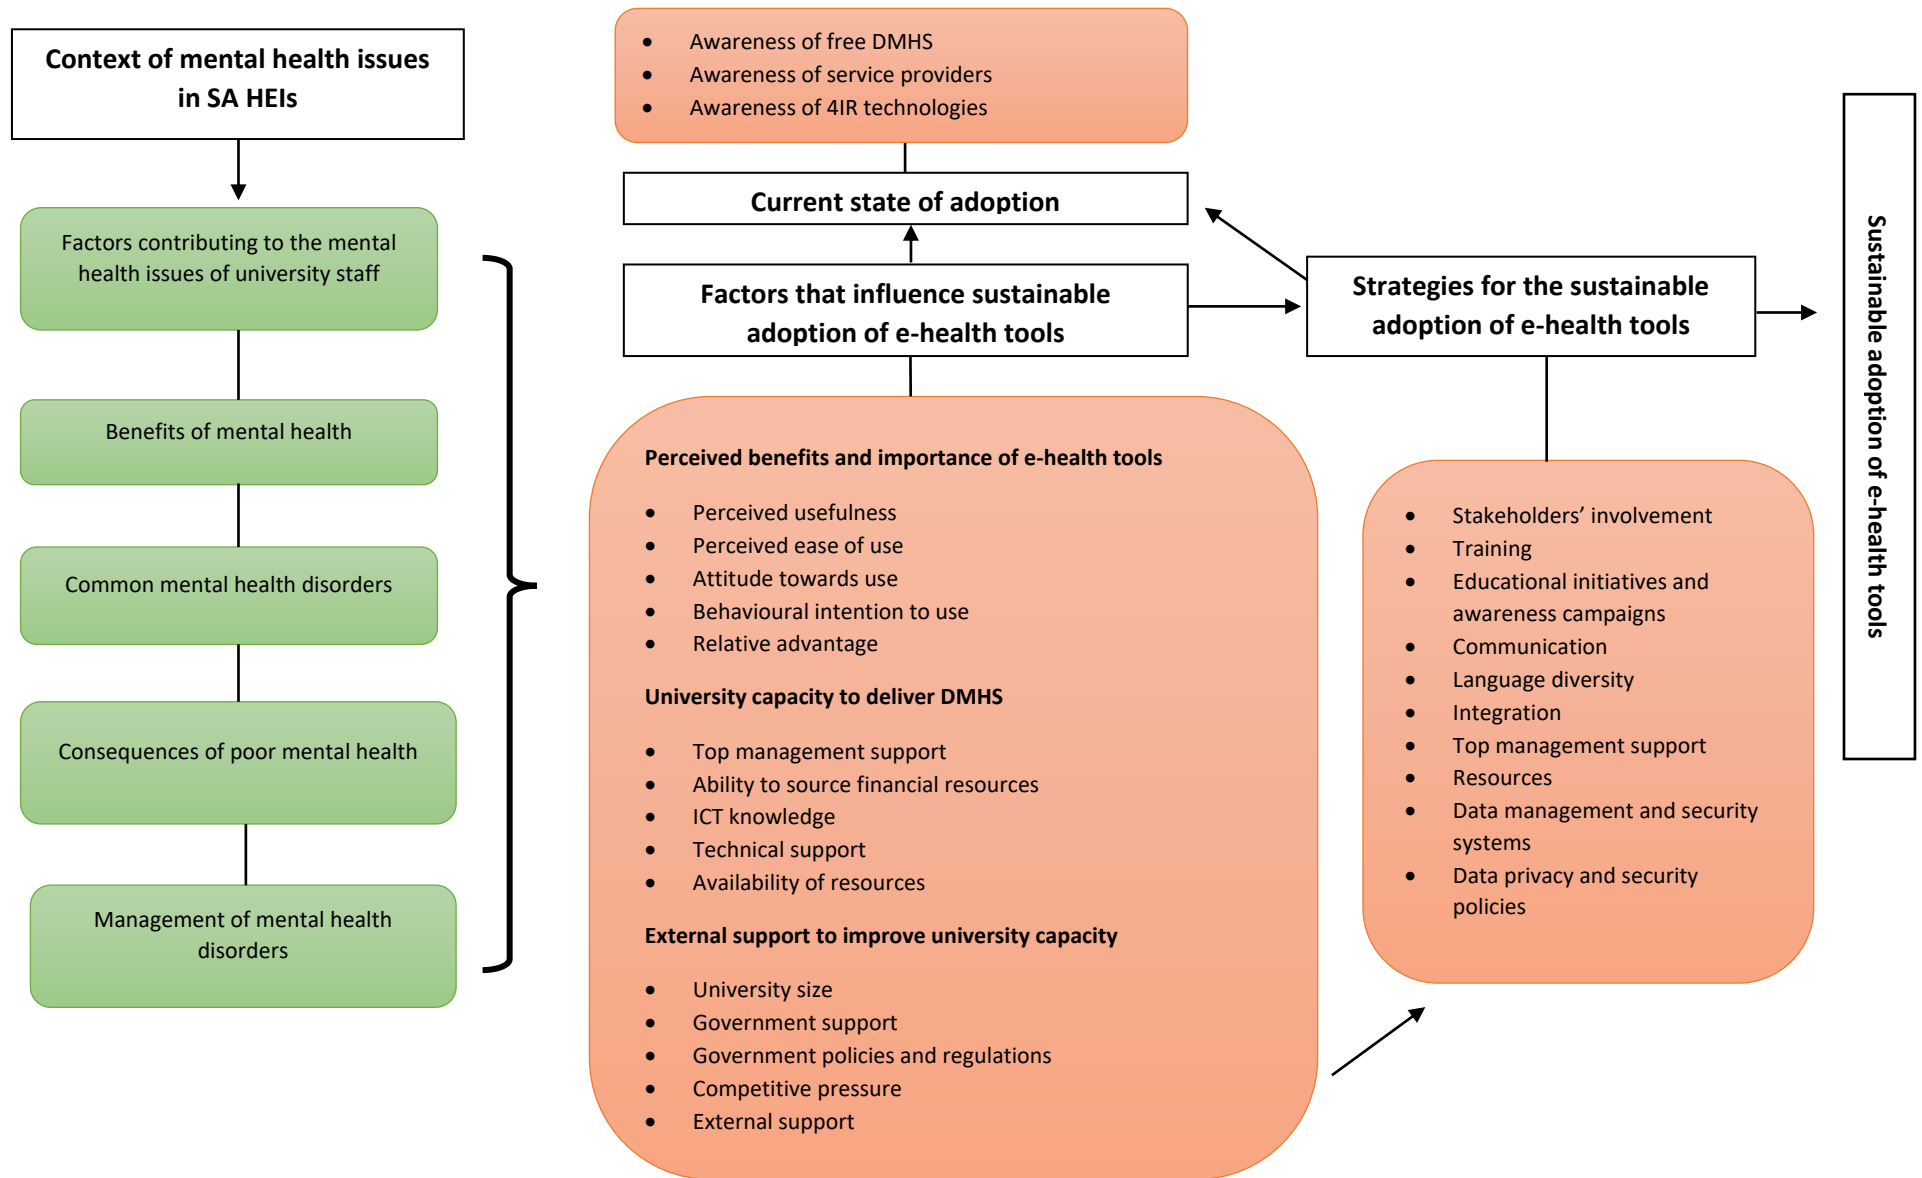 Context of mental health issues
in SA HEIs
Factors contributing to the mental
health issues of university staff
Benefits of mental health
Common mental health disorders
Consequences of poor mental health
Management of mental health
disorders
• Awareness of free DMHS
• Awareness of service providers
• Awareness of 4IR technologies
Current state of adoption
Factors that influence sustainable
adoption of e-health tools
Perceived benefits and importance of e-health tools
• Perceived usefulness
• Perceived ease of use
• Attitude towards use
• Behavioural intention to use
• Relative advantage
University capacity to deliver DMHS
• Top management support
• Ability to source financial resources
• ICT knowledge
• Technical support
• Availability of resources
External support to improve university capacity
• University size
• Government support
• Government policies and regulations
• Competitive pressure
• External support
Strategies for the sustainable
adoption of e-health tools
• Stakeholders’ involvement
• Training
• Educational initiatives and
awareness campaigns
• Communication
• Language diversity
• Integration
• Top management support
• Resources
• Data management and security
systems
• Data privacy and security
policies
Sustainable adoption of e-health tools